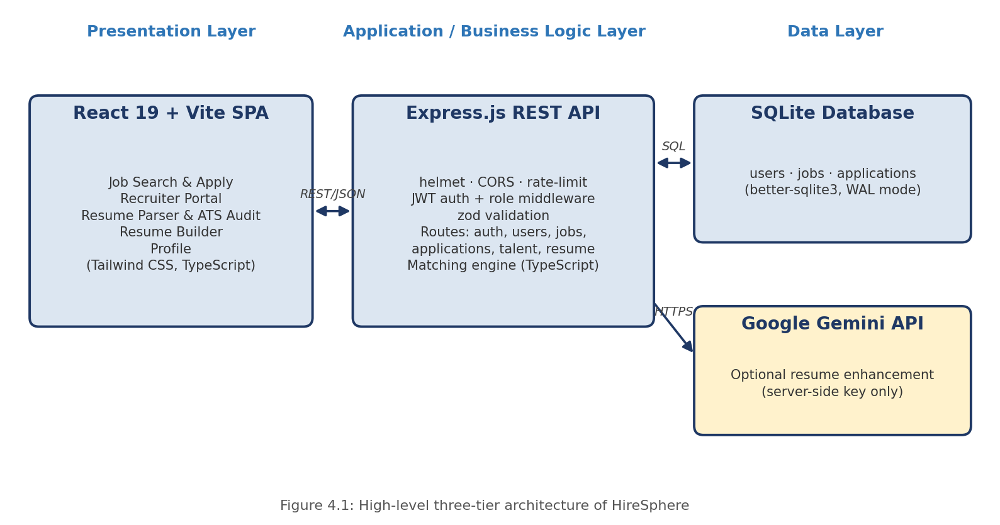 Presentation Layer
Application / Business Logic Layer
Data Layer
React 19 + Vite SPA
Job Search & Apply
Recruiter Portal
Resume Parser & ATS Audit
Resume Builder
Profile
(Tailwind CSS, TypeScript)
REST/JSON
Express.js REST API
helmet · CORS · rate-limit
JWT auth + role middleware
zod validation
Routes: auth, users, jobs,
applications, talent, resume
Matching engine (TypeScript)
SQL
SQLite Database
users · jobs · applications
(better-sqlite3, WAL mode)
HTTPS
Google Gemini API
Optional resume enhancement
(server-side key only)
Figure 4.1: High-level three-tier architecture of HireSphere